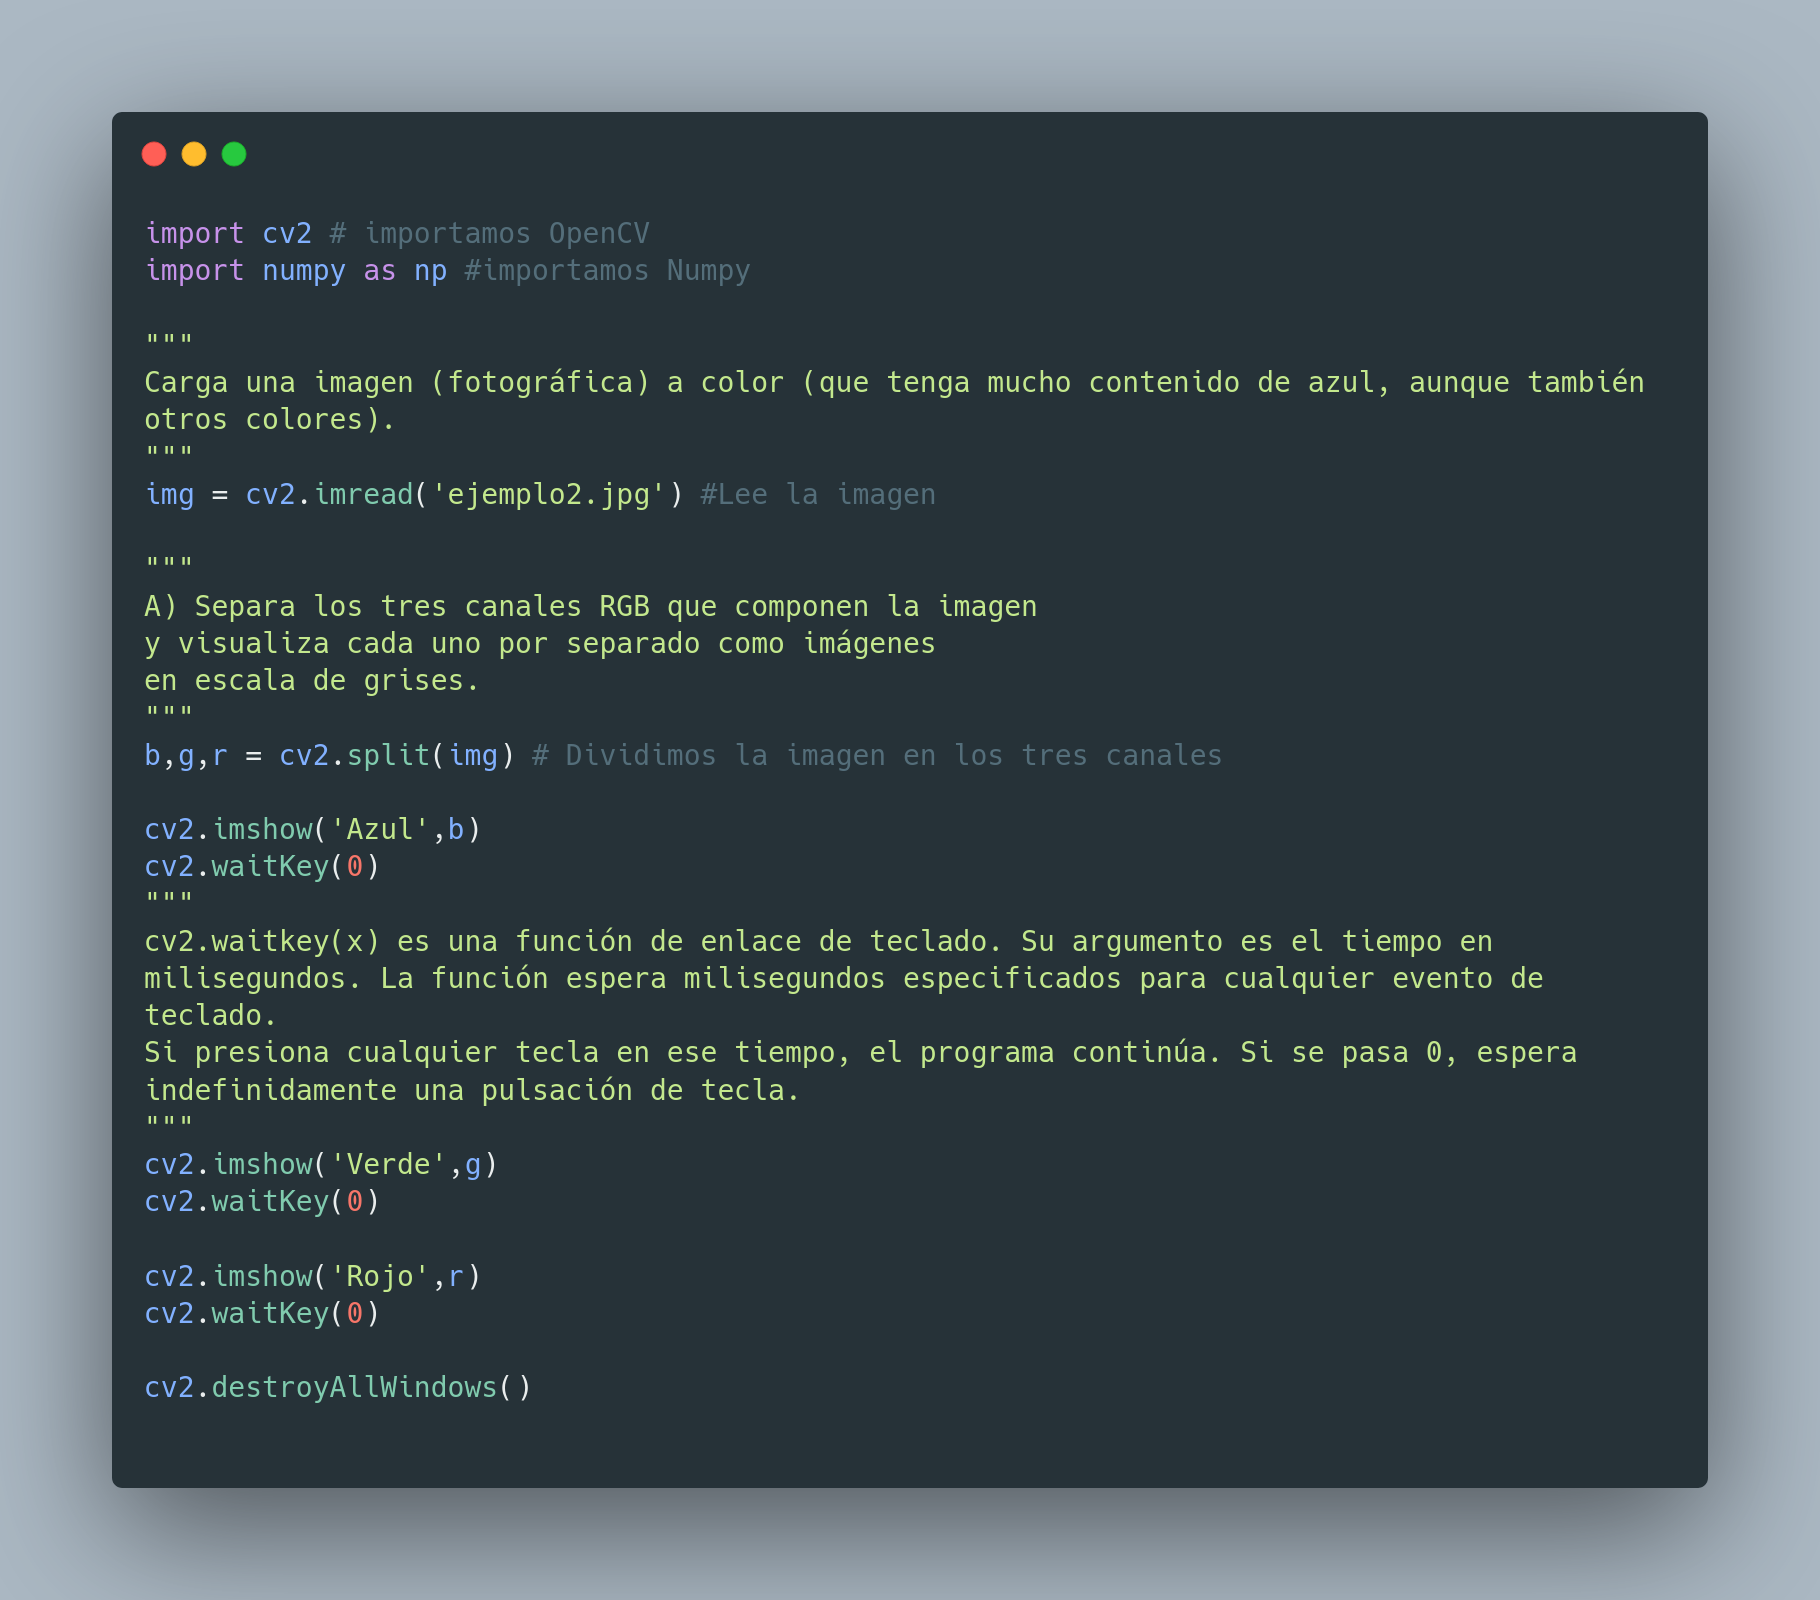 import cv2 # importamos OpenCV
import numpy as np #importamos Numpy
"""
Carga una imagen (fotográfica) a color (que tenga mucho contenido de azul, aunque también
otros colores).
"""
img = cv2.imread('ejemplo2.jpg') #Lee la imagen
"""
A) Separa los tres canales RGB que componen la imagen
y visualiza cada uno por separado como imágenes
en escala de grises.
"""
b,g,r = cv2.split(img) # Dividimos la imagen en los tres canales
cv2.imshow('Azul',b)
cv2.waitKey(0)
"""
cv2.waitkey(x) es una función de enlace de teclado. Su argumento es el tiempo en
milisegundos. La función espera milisegundos especificados para cualquier evento de
teclado.
Si presiona cualquier tecla en ese tiempo, el programa continúa. Si se pasa 0, espera
indefinidamente una pulsación de tecla.
"""
cv2.imshow('Verde',g)
cv2.waitKey(0)
cv2.imshow('Rojo',r)
cv2.waitKey(0)
cv2.destroyAllWindows()